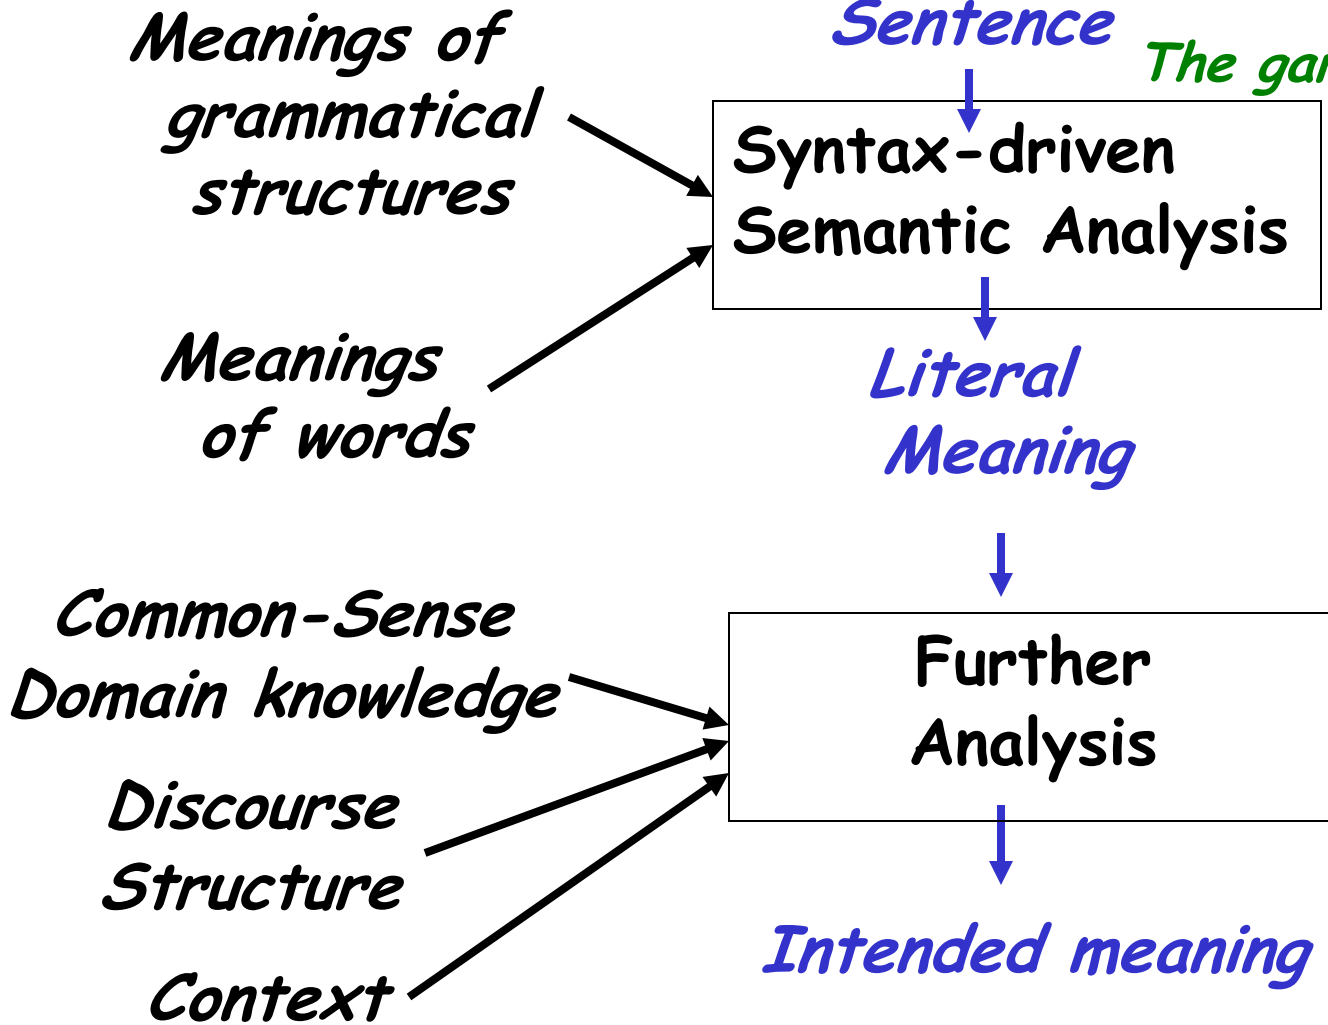 Meanings of
grammatical
structures
Sentence
The
Syntax-driven
Semantic Analysis
Meanings
of words
Literal
Meaning
Common-Sense
Domain knowledge
Further
Analysis
Discourse
Structure
Context
Intended meaning